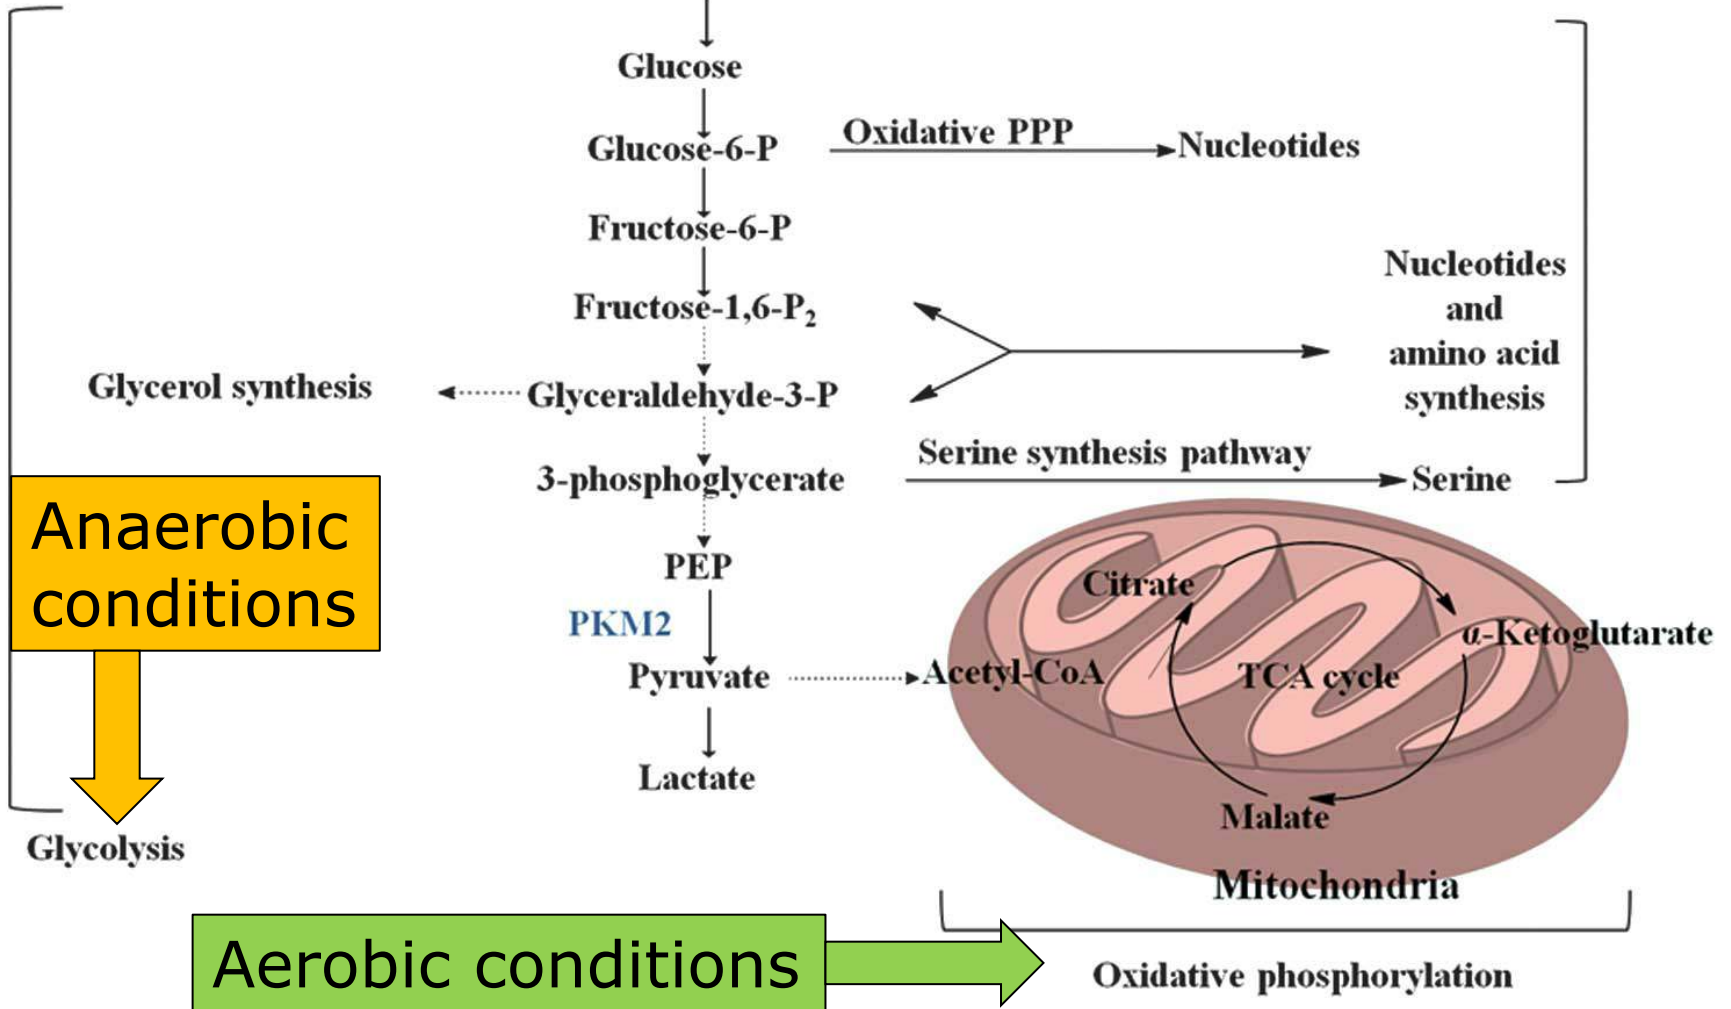 Glucose
Glucose-6-P
Oxidative PPP
Nucleotides
Fructose-6-P
Fructose-1,6-P₂
Nucleotides
and
amino acid
synthesis
Glycerol synthesis
Glyceraldehyde-3-P
3-phosphoglycerate
Serine synthesis pathway
Serine
Anaerobic
conditions
PEP
PKM2
Pyruvate
Acetyl-CoA
Citrate
α-Ketoglutarate
TCA cycle
Malate
Lactate
Glycolysis
Mitochondria
Aerobic conditions
Oxidative phosphorylation